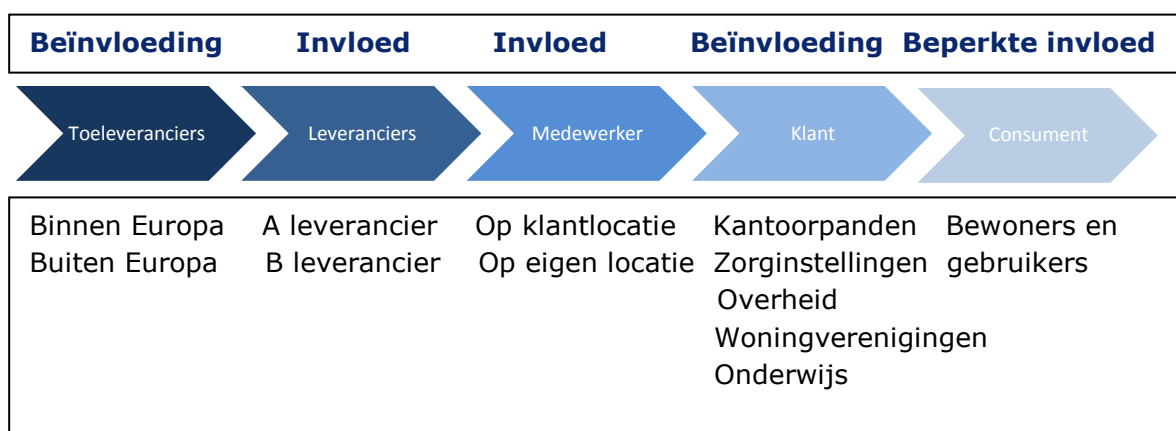 Beïnvloeding Invloed Invloed Beïnvloeding Beperkte invloed
Toeleveranciers Leveranciers Medewerker Klant Consument
Binnen Europa A leverancier Op klantlocatie Kantoorpanden Bewoners en
Buiten Europa B leverancier Op eigen locatie Zorginstellingen gebruikers
Overheid
Woningverenigingen
Onderwijs